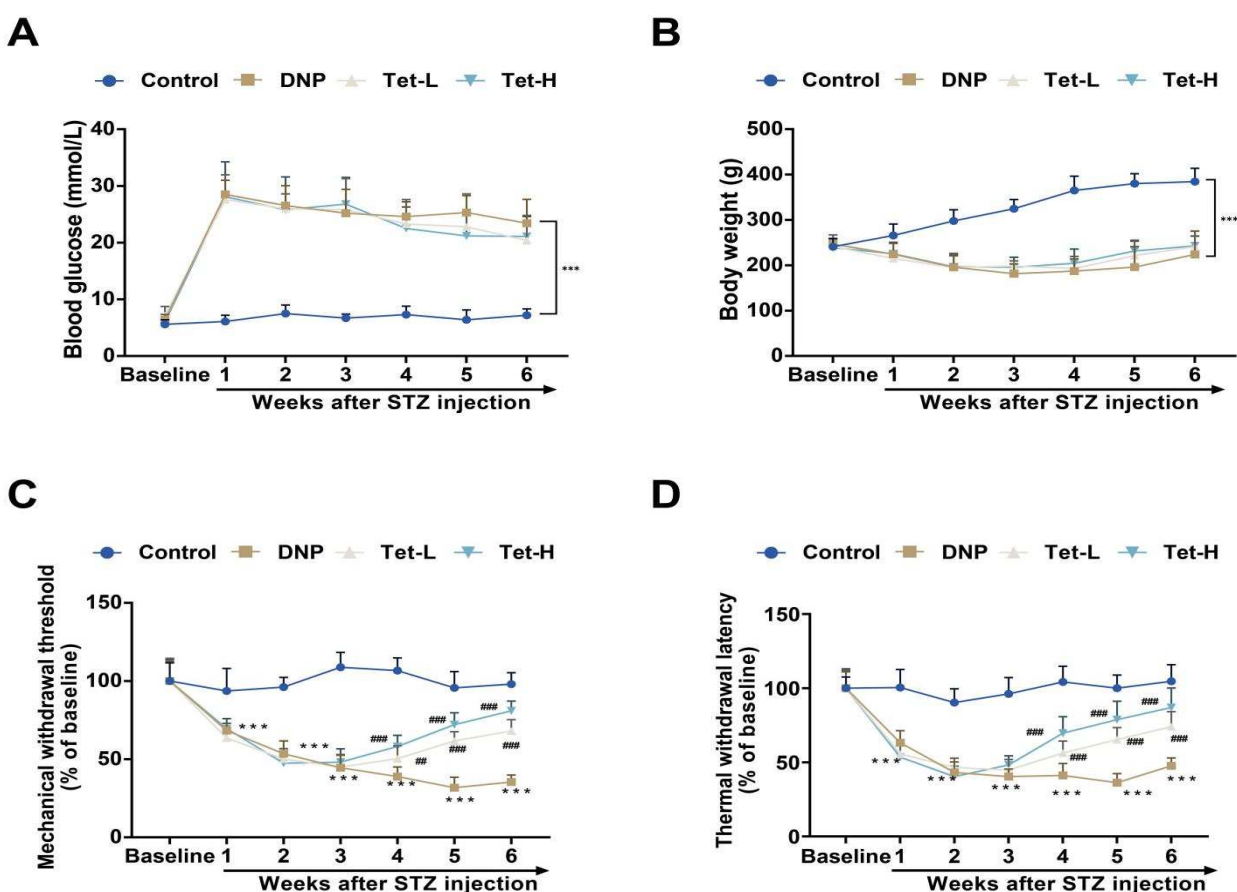 A
Control DNP Tet-L Tet-H
Blood glucose (mmol/L)
40
30
20
10
0
***
Baseline 1 2 3 4 5 6
Weeks after STZ injection
B
Control DNP Tet-L Tet-H
Body weight (g)
500
400
300
200
100
0
***
Baseline 1 2 3 4 5 6
Weeks after STZ injection
C
Control DNP Tet-L Tet-H
Mechanical withdrawal threshold
(% of baseline)
150
100
50
0
### ###
### ### ###
##
*** *** *** *** *** ***
Baseline 1 2 3 4 5 6
Weeks after STZ injection
D
Control DNP Tet-L Tet-H
Thermal withdrawal latency
(% of baseline)
150
100
50
0
### ### ###
### ### ###
*** *** *** *** *** ***
Baseline 1 2 3 4 5 6
Weeks after STZ injection